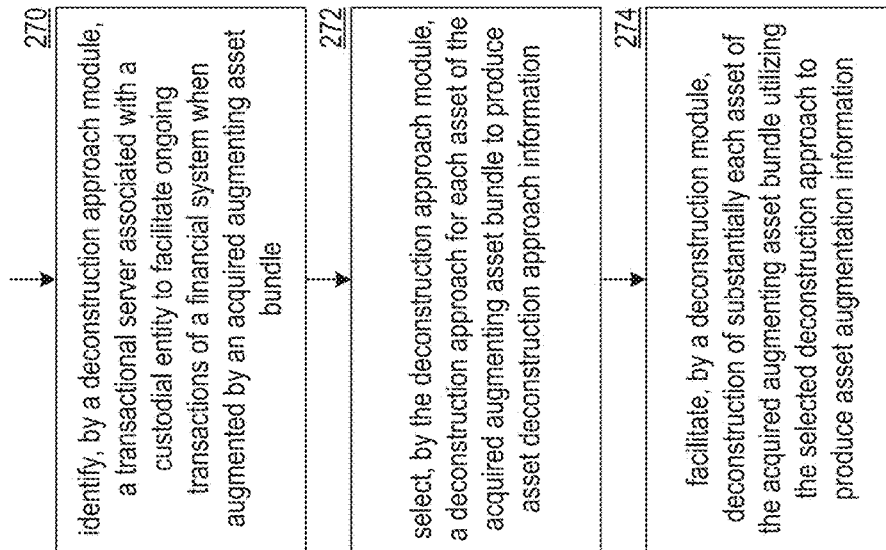 270
identify, by a deconstruction approach module,
a transactional server associated with a
custodial entity to facilitate ongoing
transactions of a financial system when
augmented by an acquired augmenting asset
bundle
272
select, by the deconstruction approach module,
a deconstruction approach for each asset of the
acquired augmenting asset bundle to produce
asset deconstruction approach information
274
facilitate, by a deconstruction module,
deconstruction of substantially each asset of
the acquired augmenting asset bundle utilizing
the selected deconstruction approach to
produce asset augmentation information